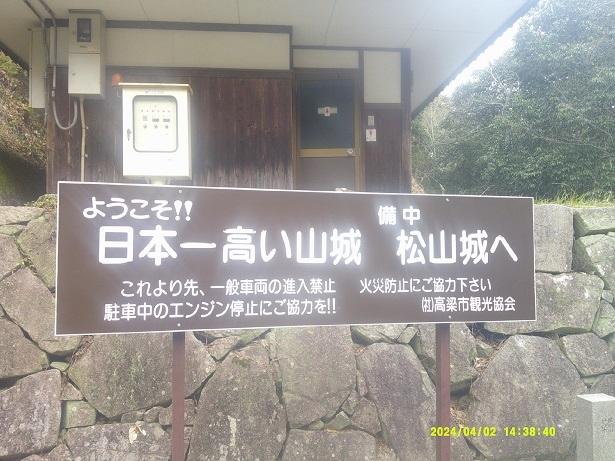 ようこそ!!
日本一高い山城 備中 松山城へ
これより先、一般車両の進入禁止 火災防止にご協力下さい
駐車中のエンジン停止にご協力を!! ㈳高梁市観光協会
2024/04/02 14:38:40